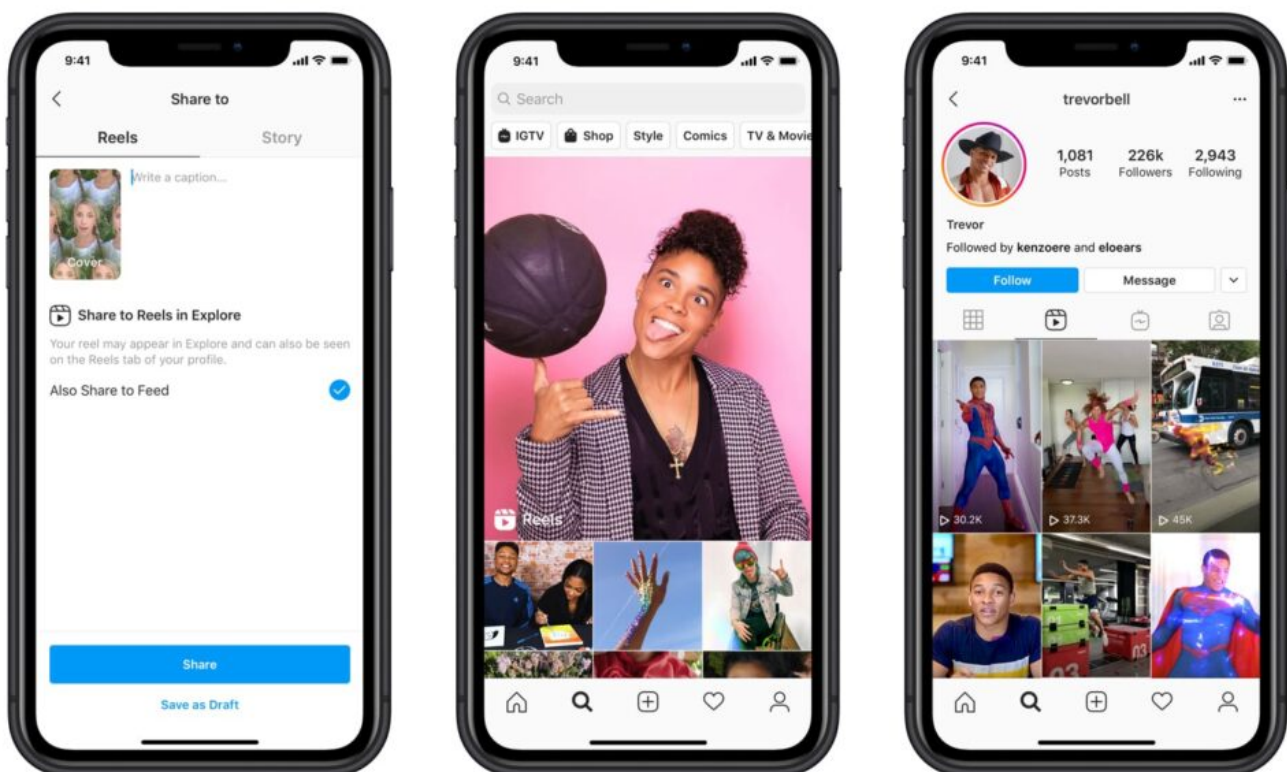 9:41
Share to
Reels Story
Write a caption...
Cover
Share to Reels in Explore
Your reel may appear in Explore and can also be seen
on the Reels tab of your profile.
Also Share to Feed
Share
Save as Draft
9:41
Search
IGTV Shop Style Comics TV & Movie
Reels
9:41
trevorbell
1,081 226k 2,943
Posts Followers Following
Trevor
Followed by kenzoere and eloears
Follow Message
30.2K 37.3K 45K
03 03